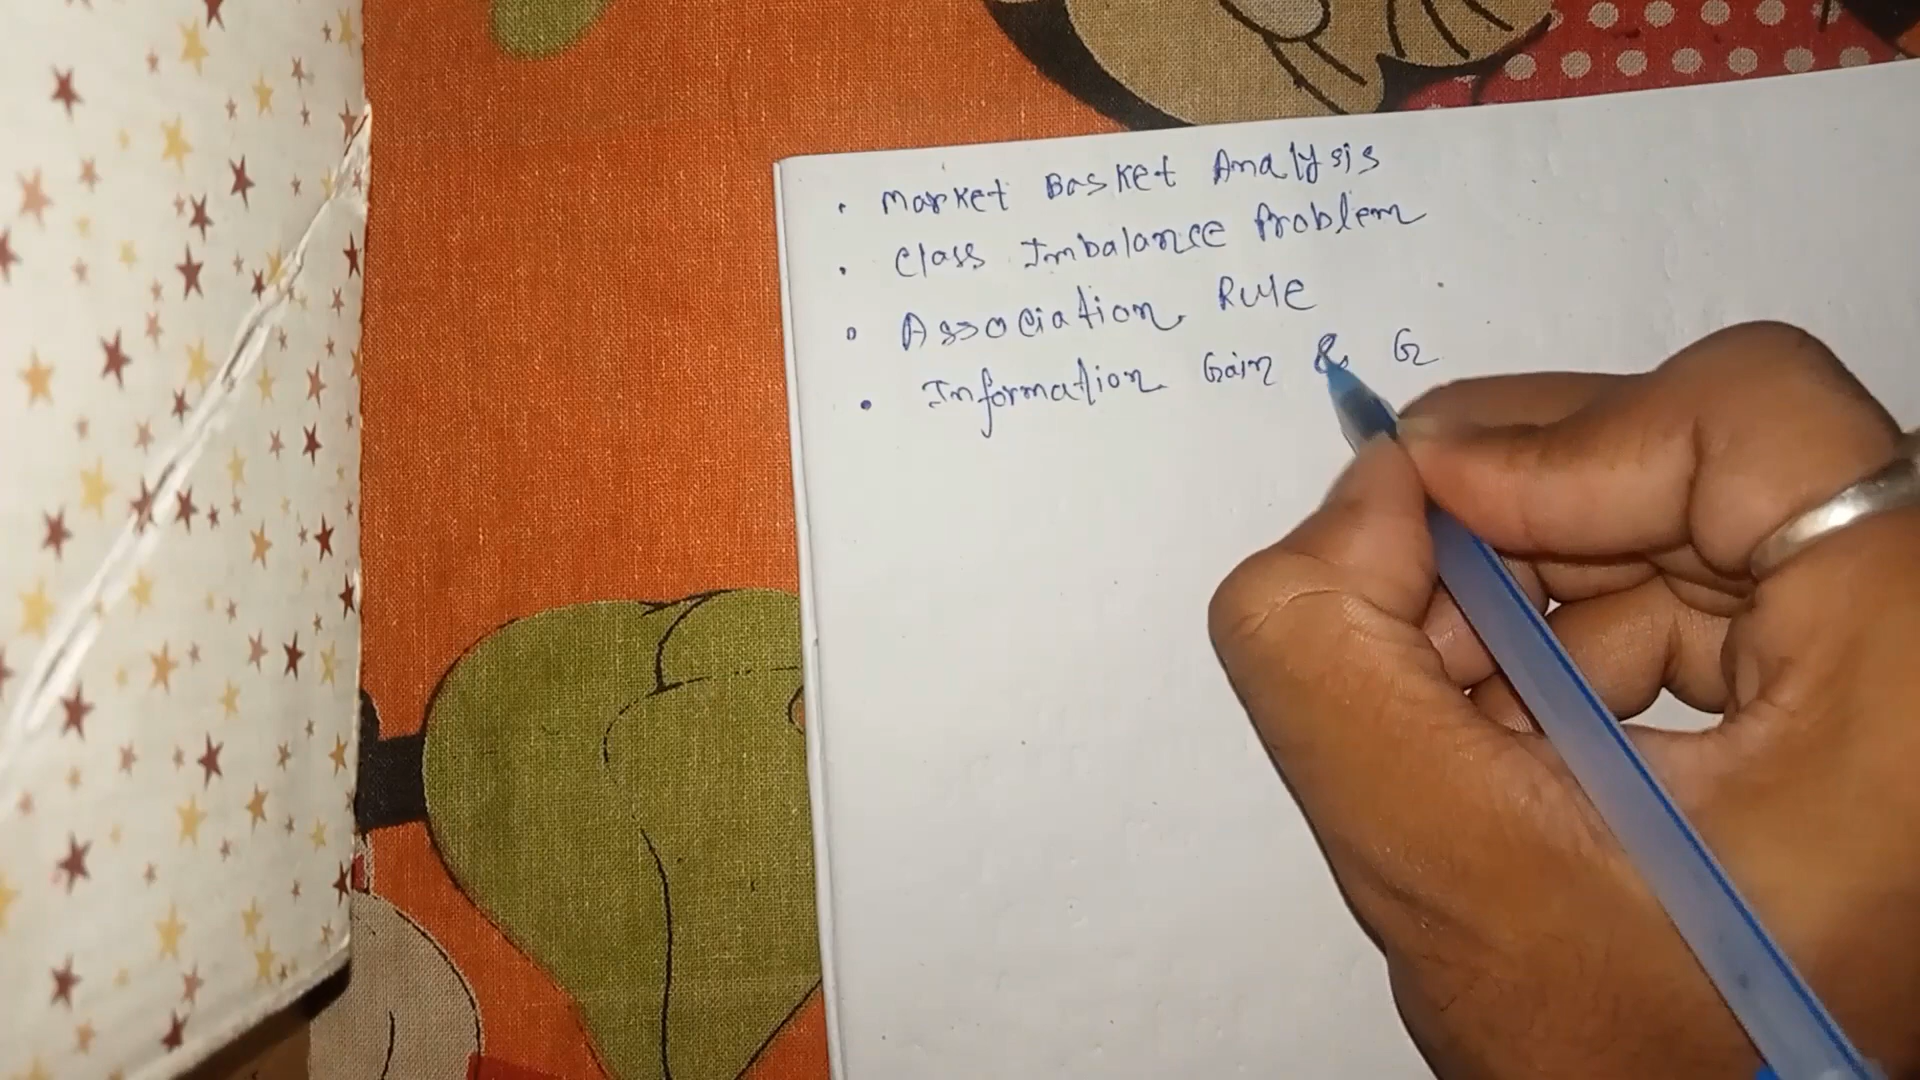 • Market Basket Analysis
• Class Imbalance Problem
• Association Rule
• Information Gain & G